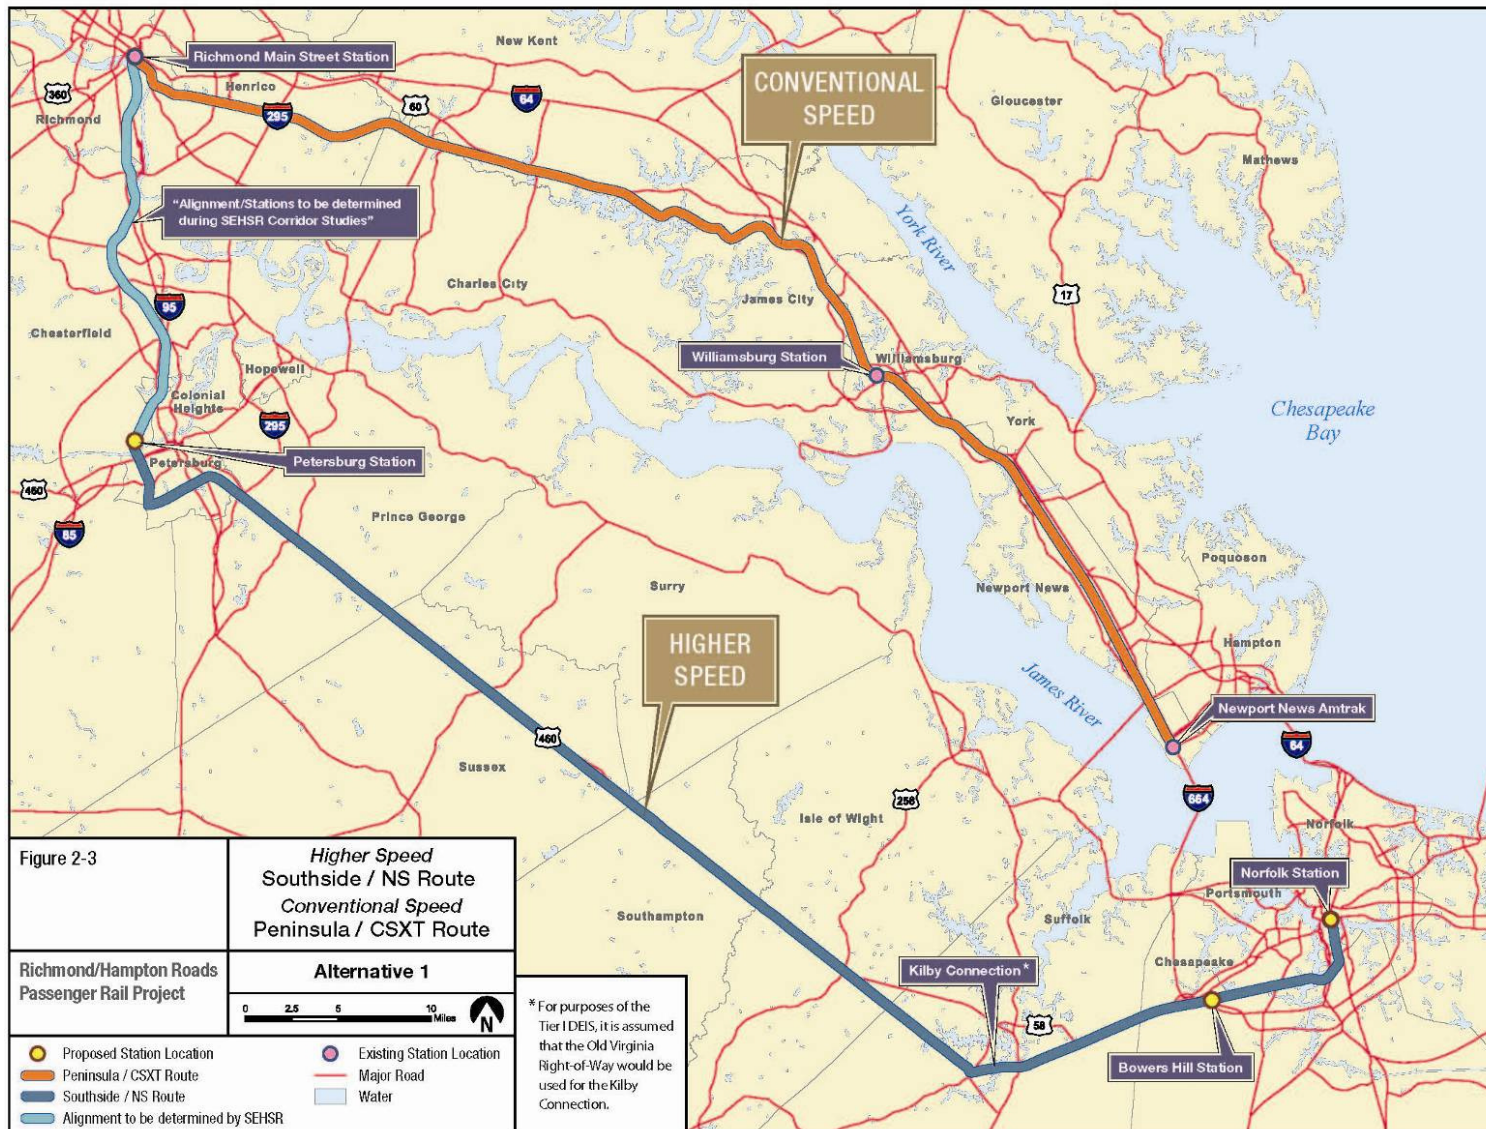 New Kent
Richmond Main Street Station
CONVENTIONAL
SPEED
Henrico
360
Richmond
295
60
64
Gloucester
Mathews
"Alignment/Stations to be determined
during SEHSR Corridor Studies"
York River
Charles City
James City
17
95
Chesterfield
Williamsburg Station
Williamsburg
Hopewell
Colonial
Heights
295
York
Chesapeake
Bay
Petersburg Station
Petersburg
460
85
Prince George
Poquoson
Surry
Newport News
HIGHER
SPEED
Hampton
James River
Newport News Amtrak
460
64
Sussex
664
258
Isle of Wight
Norfolk
Norfolk Station
Portsmouth
Southampton
Suffolk
Chesapeake
Kilby Connection*
58
Bowers Hill Station
Figure 2-3
Higher Speed
Southside / NS Route
Conventional Speed
Peninsula / CSXT Route
Richmond/Hampton Roads
Passenger Rail Project
Alternative 1
0 2.5 5 10
Miles
N
Proposed Station Location
Existing Station Location
Peninsula / CSXT Route
Major Road
Southside / NS Route
Water
Alignment to be determined by SEHSR
* For purposes of the
Tier I DEIS, it is assumed
that the Old Virginia
Right-of-Way would be
used for the Kilby
Connection.